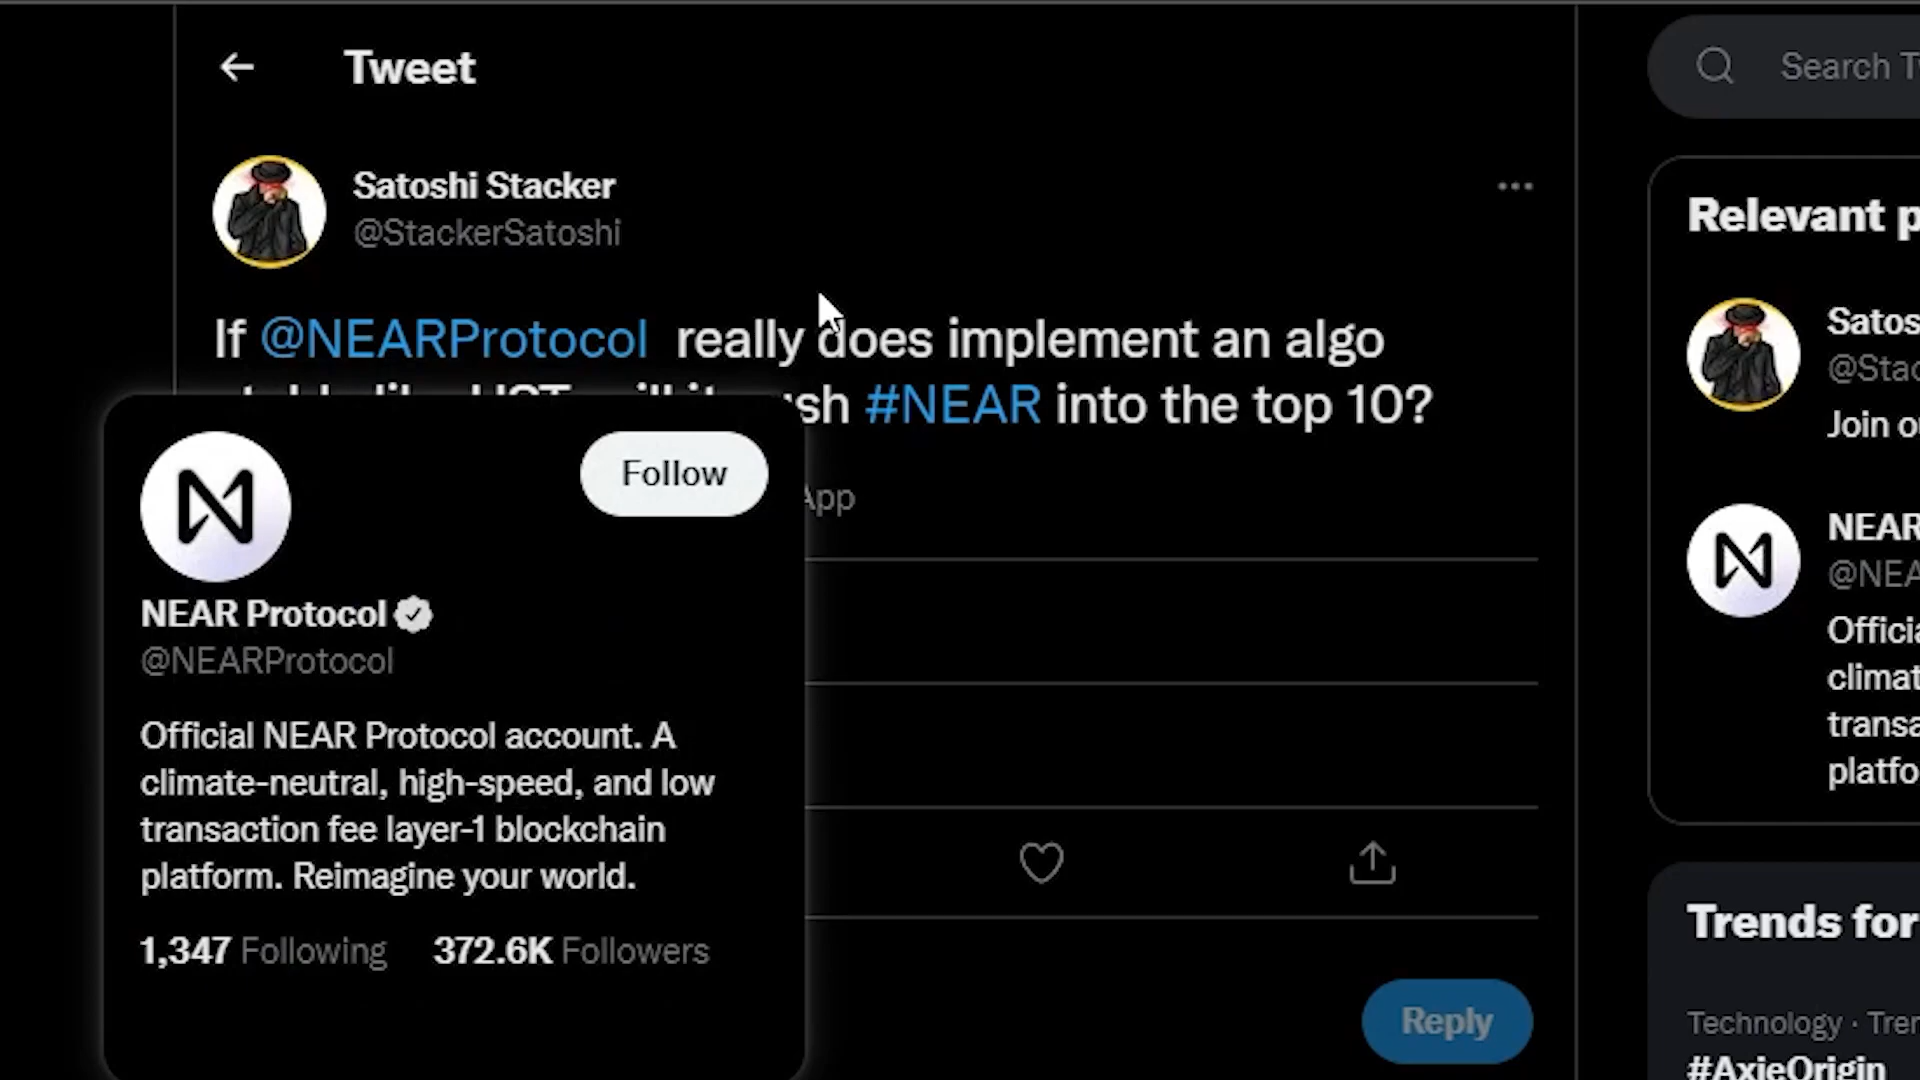 Tweet
Search
Satoshi Stacker
@StackerSatoshi
If @NEARProtocol really does implement an algo
#NEAR into the top 10?
App
Follow
NEAR Protocol
@NEARProtocol
Official NEAR Protocol account. A
climate-neutral, high-speed, and low
transaction fee layer-1 blockchain
platform. Reimagine your world.
1,347 Following 372.6K Followers
Reply
Relevant p
Satos
@Stac
Join ou
NEAR
@NEA
Officia
climat
transa
platfo
Trends for
Technology · Tren
#AxieOrigin